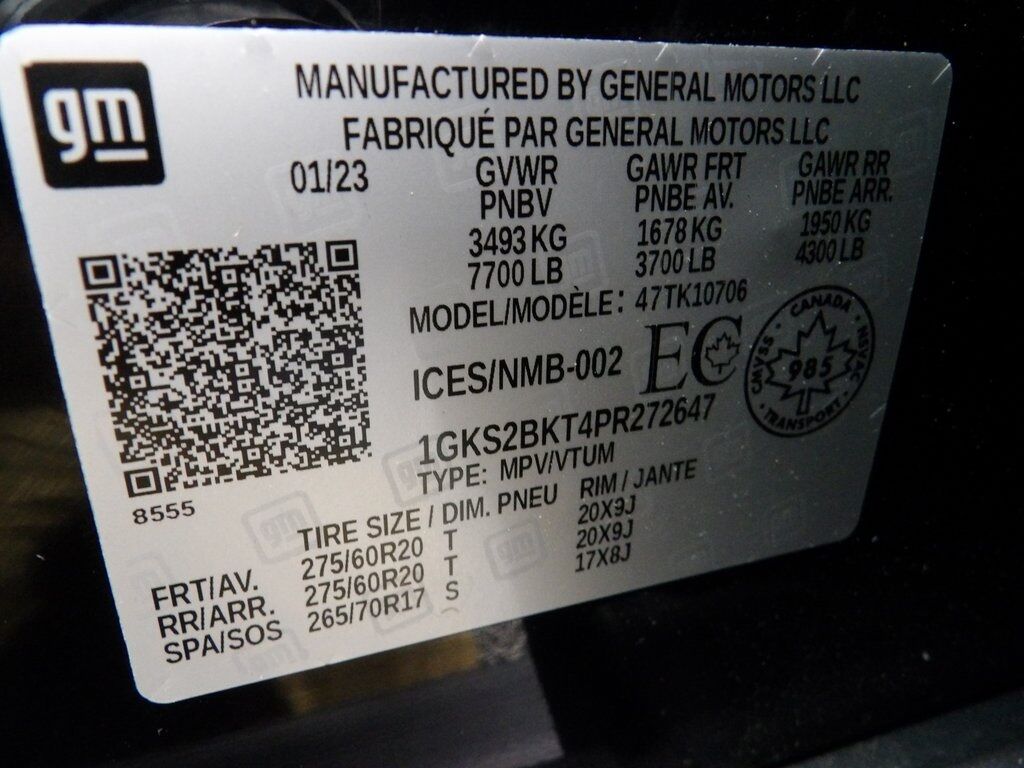 gm
MANUFACTURED BY GENERAL MOTORS LLC
FABRIQUÉ PAR GENERAL MOTORS LLC
01/23 GVWR GAWR FRT GAWR RR
PNBV PNBE AV. PNBE ARR.
3493 KG 1678 KG 1950 KG
7700 LB 3700 LB 4300 LB
MODEL/MODÈLE: 47TK10706
ICES/NMB-002 EC
CANADA
CMVSS 985 NSVAC
TRANSPORT
1GKS2BKT4PR272647
TYPE: MPV/VTUM
8555
TIRE SIZE / DIM. PNEU RIM / JANTE
FRT/AV. 275/60R20 T 20X9J
RR/ARR. 275/60R20 T 20X9J
SPA/SOS 265/70R17 S 17X8J